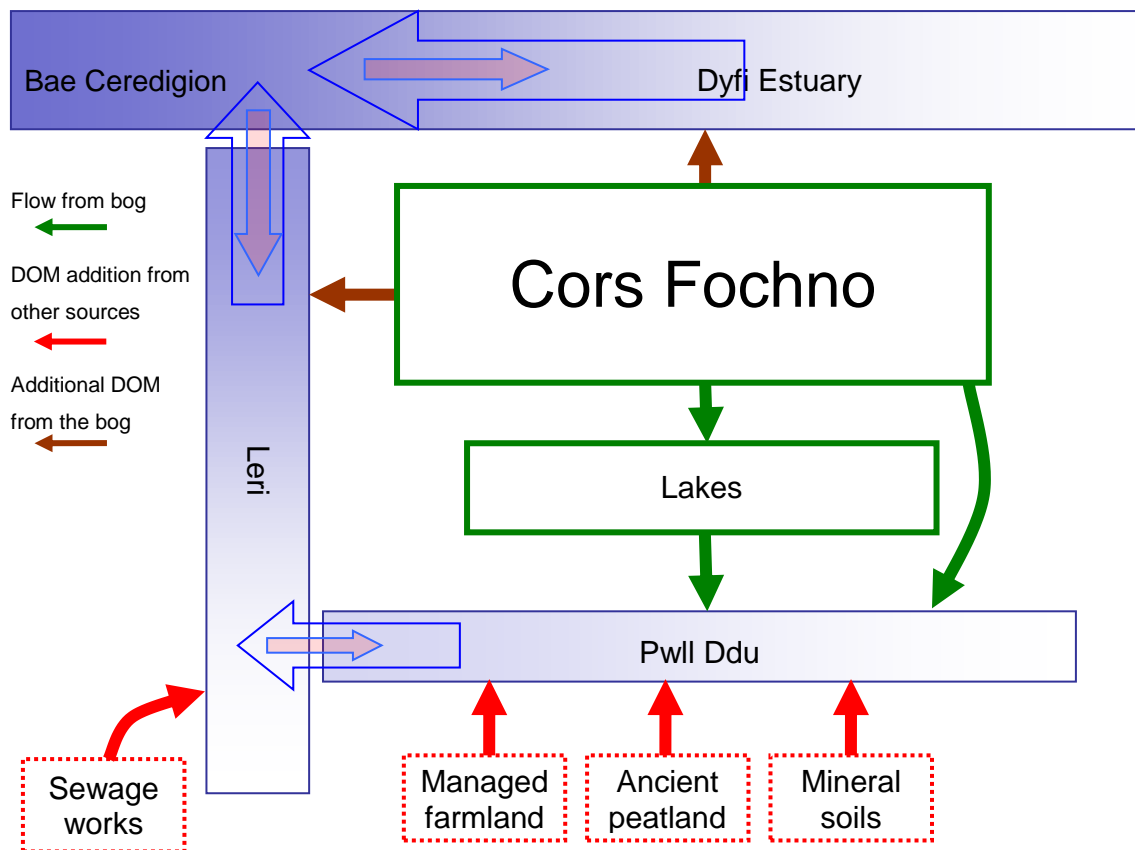 Bae Ceredigion
Dyfi Estuary
Flow from bog
DOM addition from
other sources
Additional DOM
from the bog
Cors Fochno
Leri
Lakes
Pwll Ddu
Sewage
works
Managed
farmland
Ancient
peatland
Mineral
soils